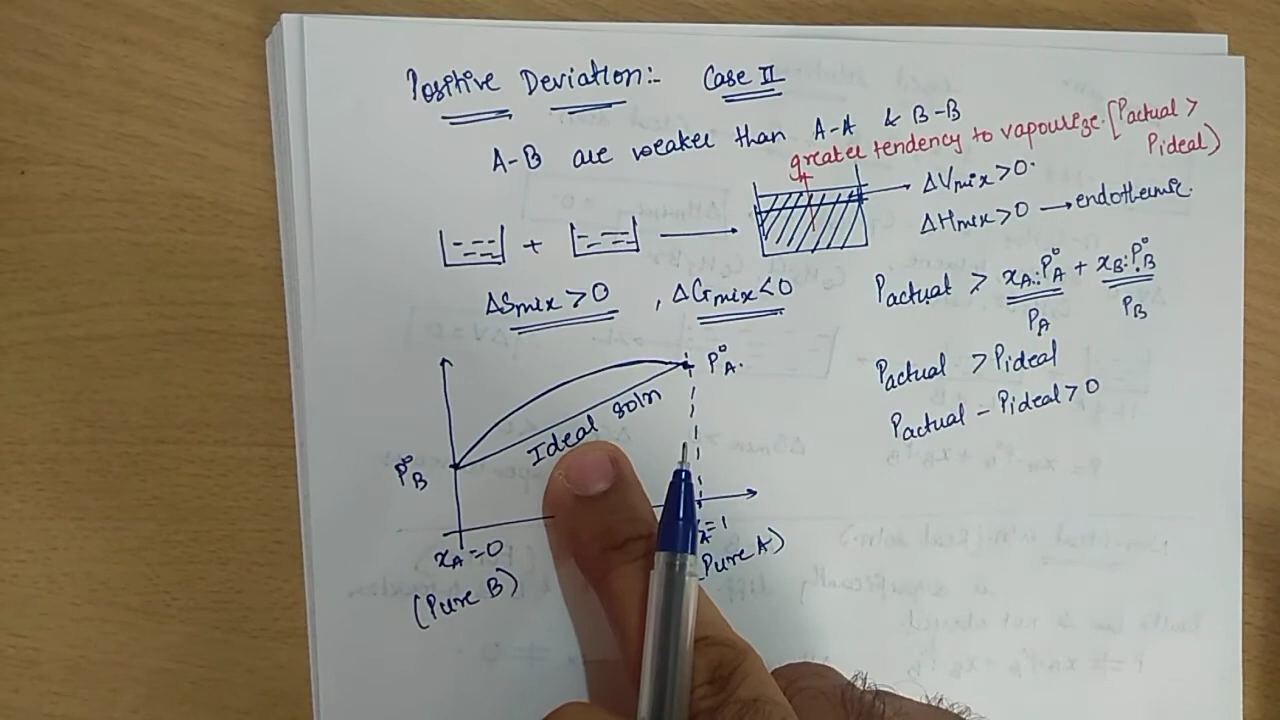 Positive Deviation:- Case II
A-B are weaker than A-A & B-B
greater tendency to vapourize. [Pactual >
Pideal)
+
ΔVmix>0.
ΔHmix>0 → endothermic.
ΔSmix>0 , ΔGmix<0
Pactual > xA.P°A + xB.P°B
PA PB
Pactual > Pideal
Pactual - Pideal > 0
P°A.
Ideal soln
P°B
xA=0
(Pure B)
=1
(Pure A)